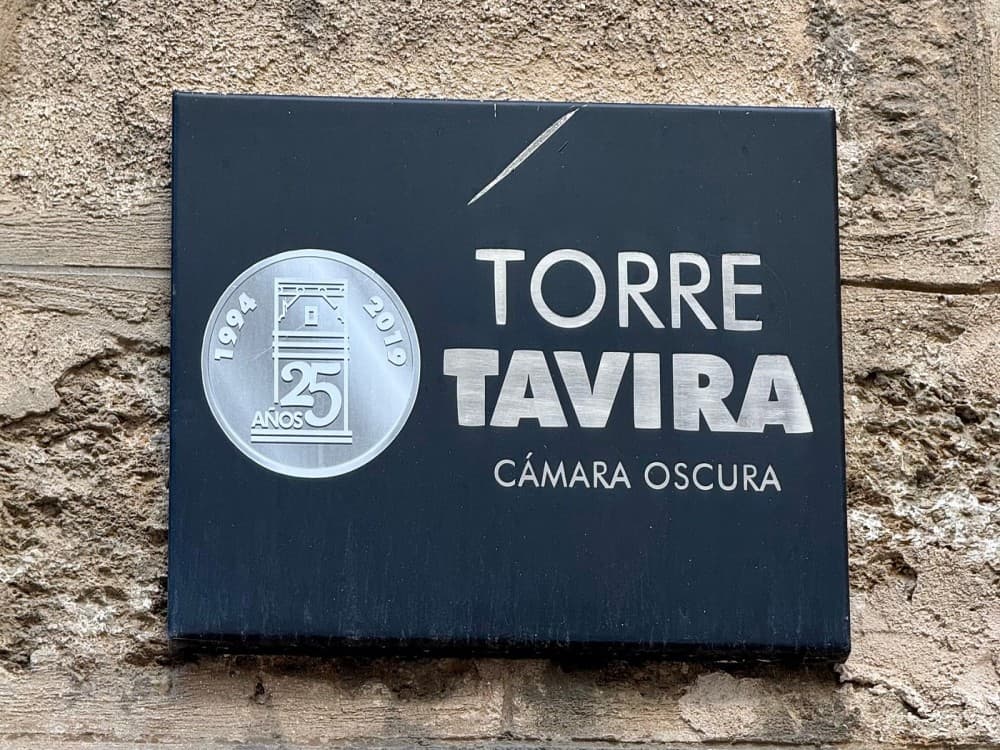 1994
2019
25
AÑOS
TORRE
TAVIRA
CÁMARA OSCURA